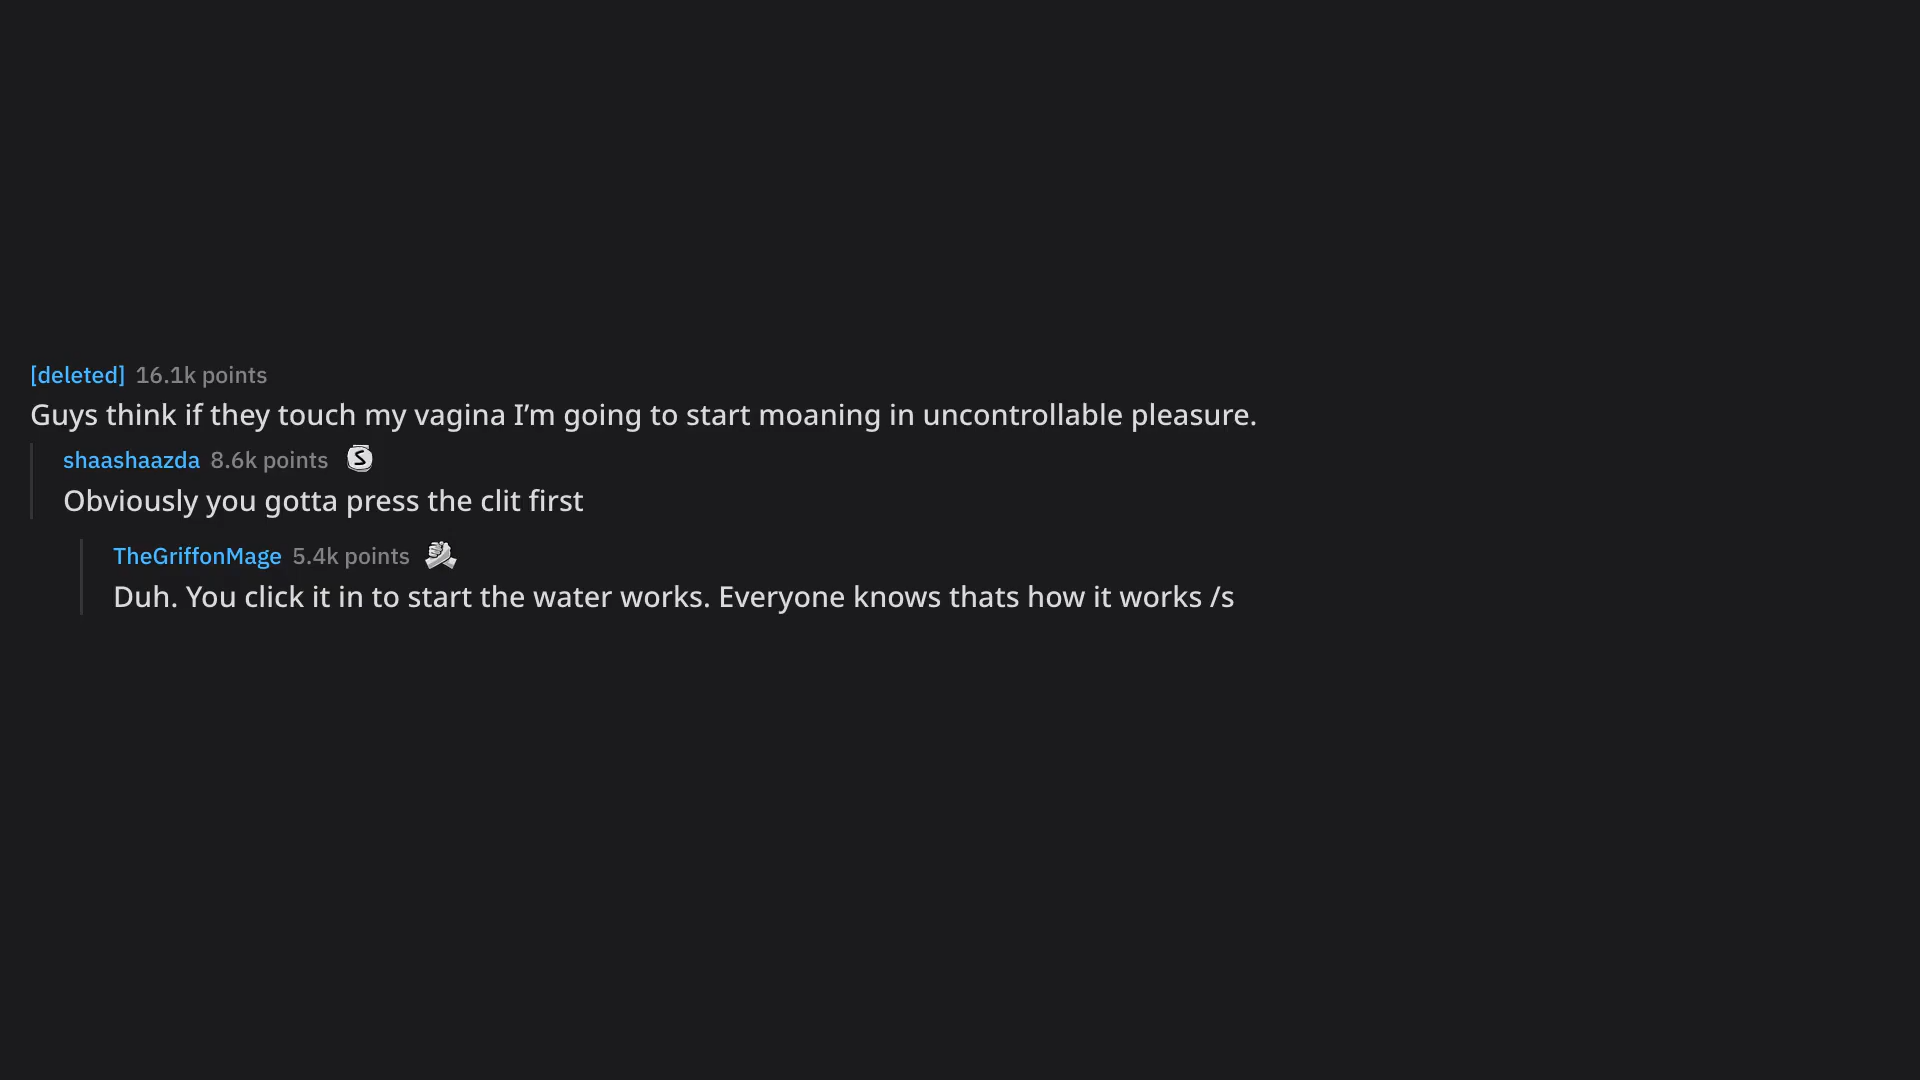 [deleted] 16.1k points
Guys think if they touch my vagina I’m going to start moaning in uncontrollable pleasure.
shaashaazda 8.6k points S
Obviously you gotta press the clit first
TheGriffonMage 5.4k points
Duh. You click it in to start the water works. Everyone knows thats how it works /s